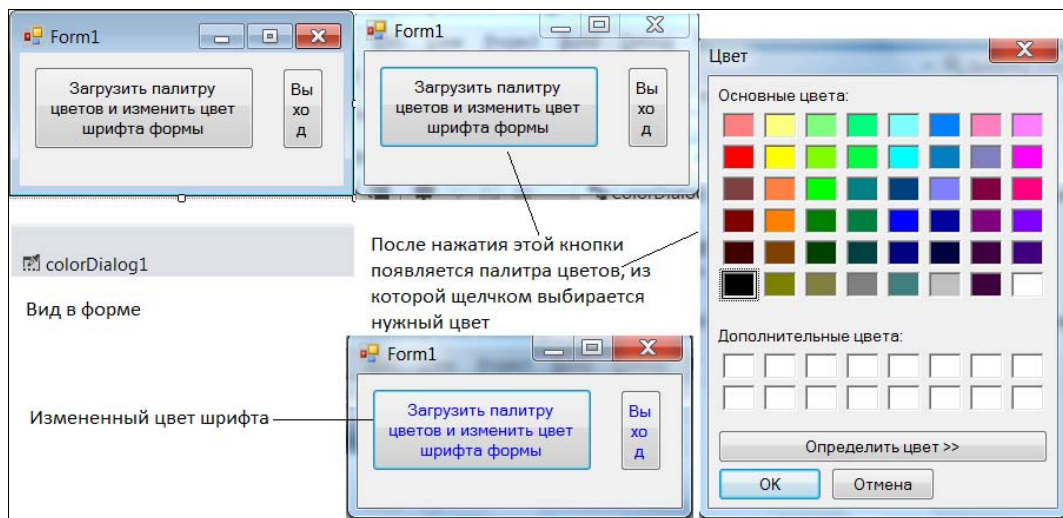 Form1
Загрузить палитру
цветов и изменить цвет
шрифта формы
Вы
хо
д
colorDialog1
Вид в форме
Form1
Загрузить палитру
цветов и изменить цвет
шрифта формы
Вы
хо
д
После нажатия этой кнопки
появляется палитра цветов, из
которой щелчком выбирается
нужный цвет
Измененный цвет шрифта
Form1
Загрузить палитру
цветов и изменить цвет
шрифта формы
Вы
хо
д
Цвет
Основные цвета:
Дополнительные цвета:
Определить цвет >>
OK
Отмена